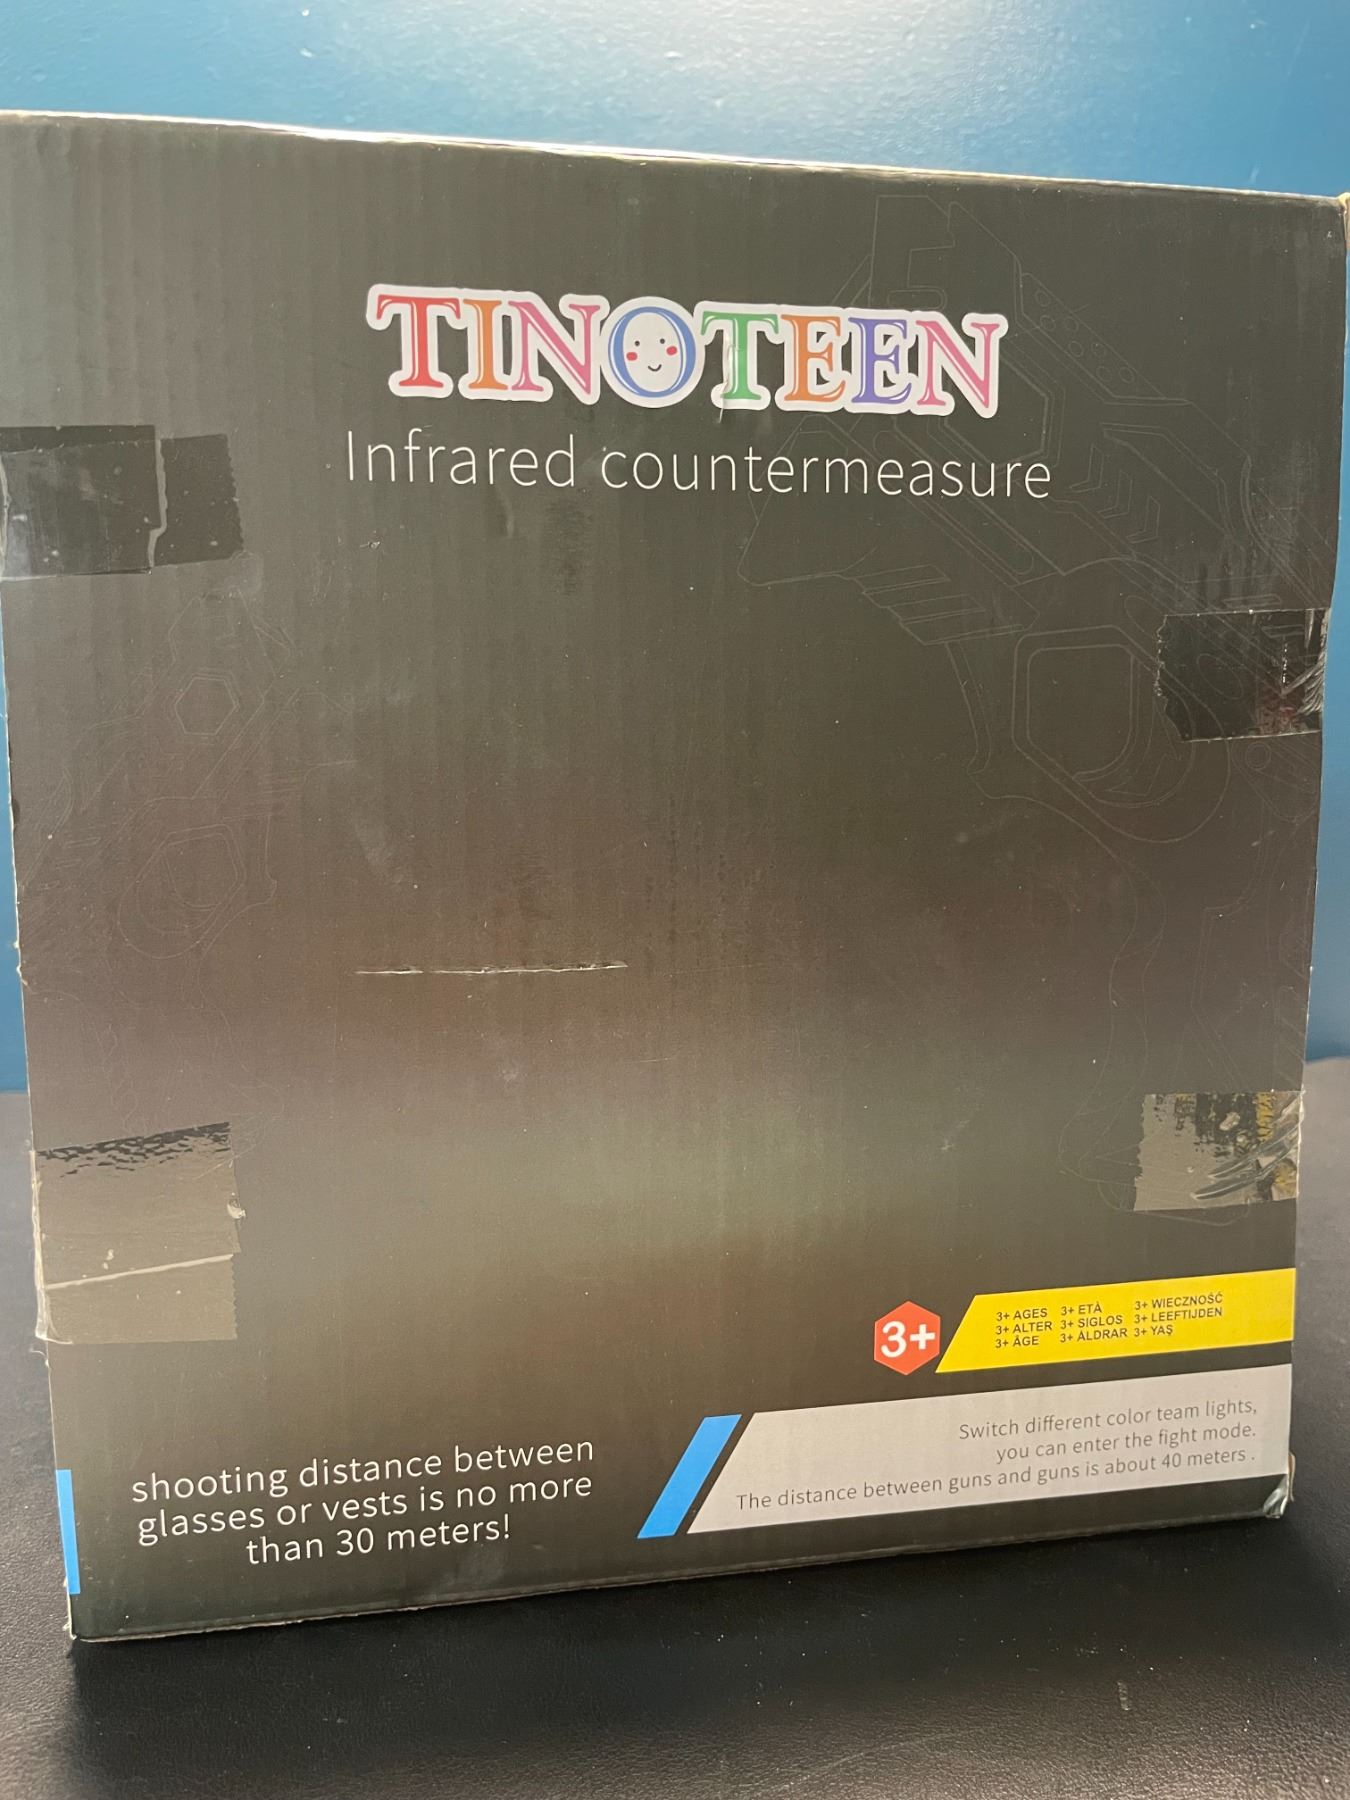 TINOTEEN
Infrared countermeasure
3+
3+ AGES 3+ ETÀ 3+ WIECZNOŚĆ
3+ ALTER 3+ SIGLOS 3+ LEEFTIJDEN
3+ ÂGE 3+ ÅLDRAR 3+ YAŞ
Switch different color team lights,
you can enter the fight mode.
The distance between guns and guns is about 40 meters .
shooting distance between
glasses or vests is no more
than 30 meters!